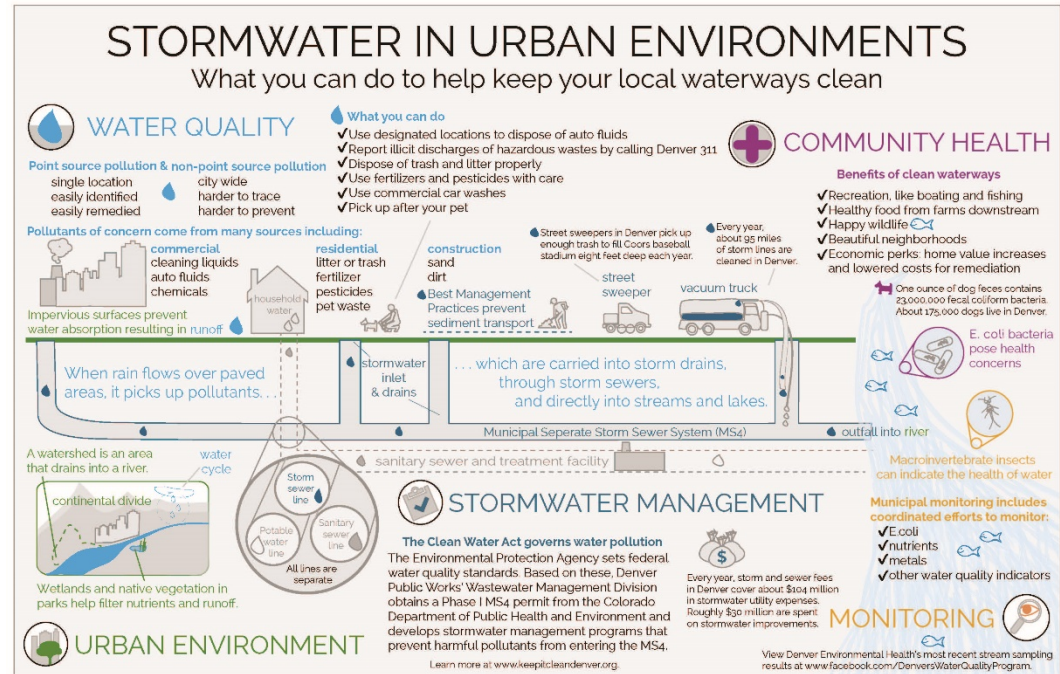 STORMWATER IN URBAN ENVIRONMENTS
What you can do to help keep your local waterways clean
WATER QUALITY
Point source pollution & non-point source pollution
single location
easily identified
easily remedied
city wide
harder to trace
harder to prevent
What you can do
✓Use designated locations to dispose of auto fluids
✓Report illicit discharges of hazardous wastes by calling Denver 311
✓Dispose of trash and litter properly
✓Use fertilizers and pesticides with care
✓Use commercial car washes
✓Pick up after your pet
COMMUNITY HEALTH
Benefits of clean waterways
✓Recreation, like boating and fishing
✓Healthy food from farms downstream
✓Happy wildlife
✓Beautiful neighborhoods
✓Economic perks: home value increases
and lowered costs for remediation
Pollutants of concern come from many sources including:
commercial
cleaning liquids
auto fluids
chemicals
household
water
residential
litter or trash
fertilizer
pesticides
pet waste
construction
sand
dirt
Best Management
Practices prevent
sediment transport
Street sweepers in Denver pick up
enough trash to fill Coors baseball
stadium eight feet deep each year.
street
sweeper
Every year,
about 95 miles
of storm lines are
cleaned in Denver.
vacuum truck
One ounce of dog feces contains
23,000,000 fecal coliform bacteria.
About 175,000 dogs live in Denver.
Impervious surfaces prevent
water absorption resulting in runoff
E. coli bacteria
pose health
concerns
When rain flows over paved
areas, it picks up pollutants. . .
stormwater
inlet
& drains
. . . which are carried into storm drains,
through storm sewers,
and directly into streams and lakes.
Municipal Seperate Storm Sewer System (MS4)
outfall into river
sanitary sewer and treatment facility
Macroinvertebrate insects
can indicate the health of water
A watershed is an area
that drains into a river.
water
cycle
continental divide
Wetlands and native vegetation in
parks help filter nutrients and runoff.
URBAN ENVIRONMENT
Storm
sewer
line
Potable
water
line
Sanitary
sewer
line
All lines are
separate
STORMWATER MANAGEMENT
The Clean Water Act governs water pollution
The Environmental Protection Agency sets federal
water quality standards. Based on these, Denver
Public Works' Wastewater Management Division
obtains a Phase I MS4 permit from the Colorado
Department of Public Health and Environment and
develops stormwater management programs that
prevent harmful pollutants from entering the MS4.
Learn more at www.keepitcleandenver.org.
$
Every year, storm and sewer fees
in Denver cover about $104 million
in stormwater utility expenses.
Roughly $30 million are spent
on stormwater improvements.
Municipal monitoring includes
coordinated efforts to monitor:
✓E.coli
✓nutrients
✓metals
✓other water quality indicators
MONITORING
View Denver Environmental Health's most recent stream sampling
results at www.facebook.com/DenversWaterQualityProgram.